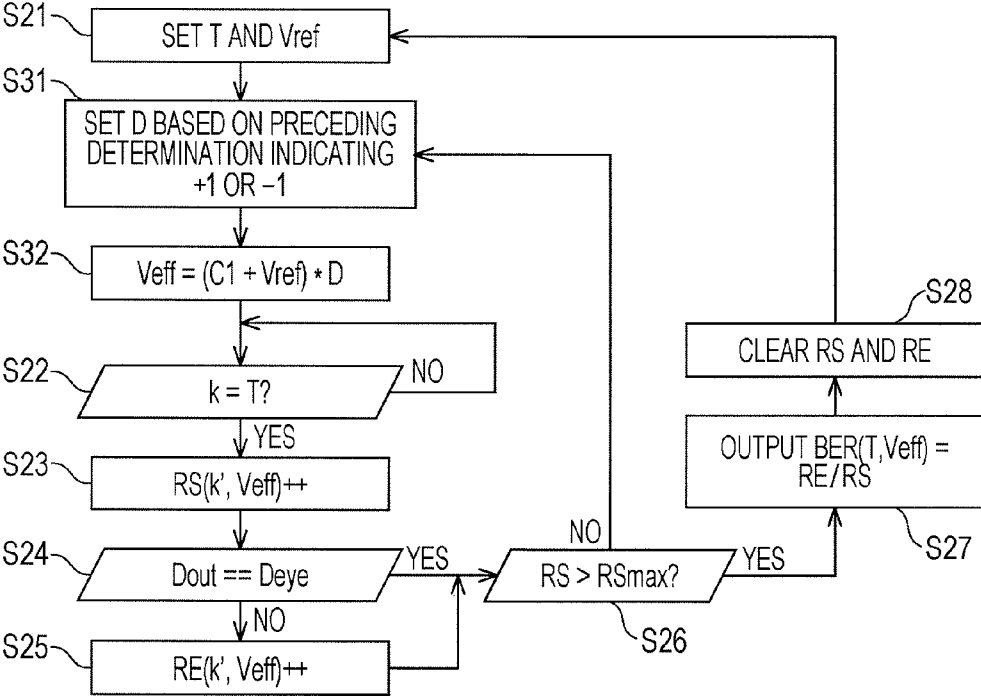 S21
SET T AND Vref
S31
SET D BASED ON PRECEDING
DETERMINATION INDICATING
+1 OR −1
S32
Veff = (C1 + Vref) * D
S22
k = T?
NO
YES
S23
RS(k', Veff)++
S24
Dout == Deye
YES
NO
S25
RE(k', Veff)++
NO
RS > RSmax?
YES
S26
S28
CLEAR RS AND RE
OUTPUT BER(T,Veff) =
RE/RS
S27